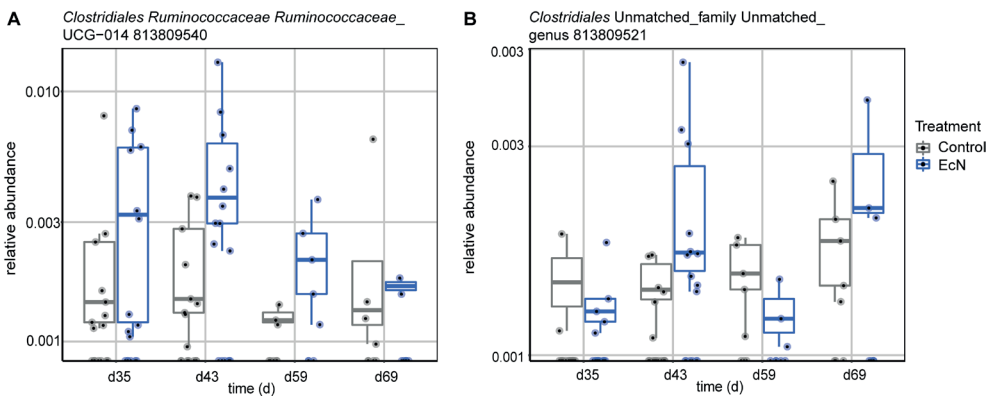 A
Clostridiales Ruminococcaceae Ruminococcaceae_
UCG−014 813809540
relative abundance
0.010
0.003
0.001
d35 d43 d59 d69
time (d)
B
Clostridiales Unmatched_family Unmatched_
genus 813809521
relative abundance
0.003
0.003
0.001
d35 d43 d59 d69
time (d)
Treatment
Control
EcN